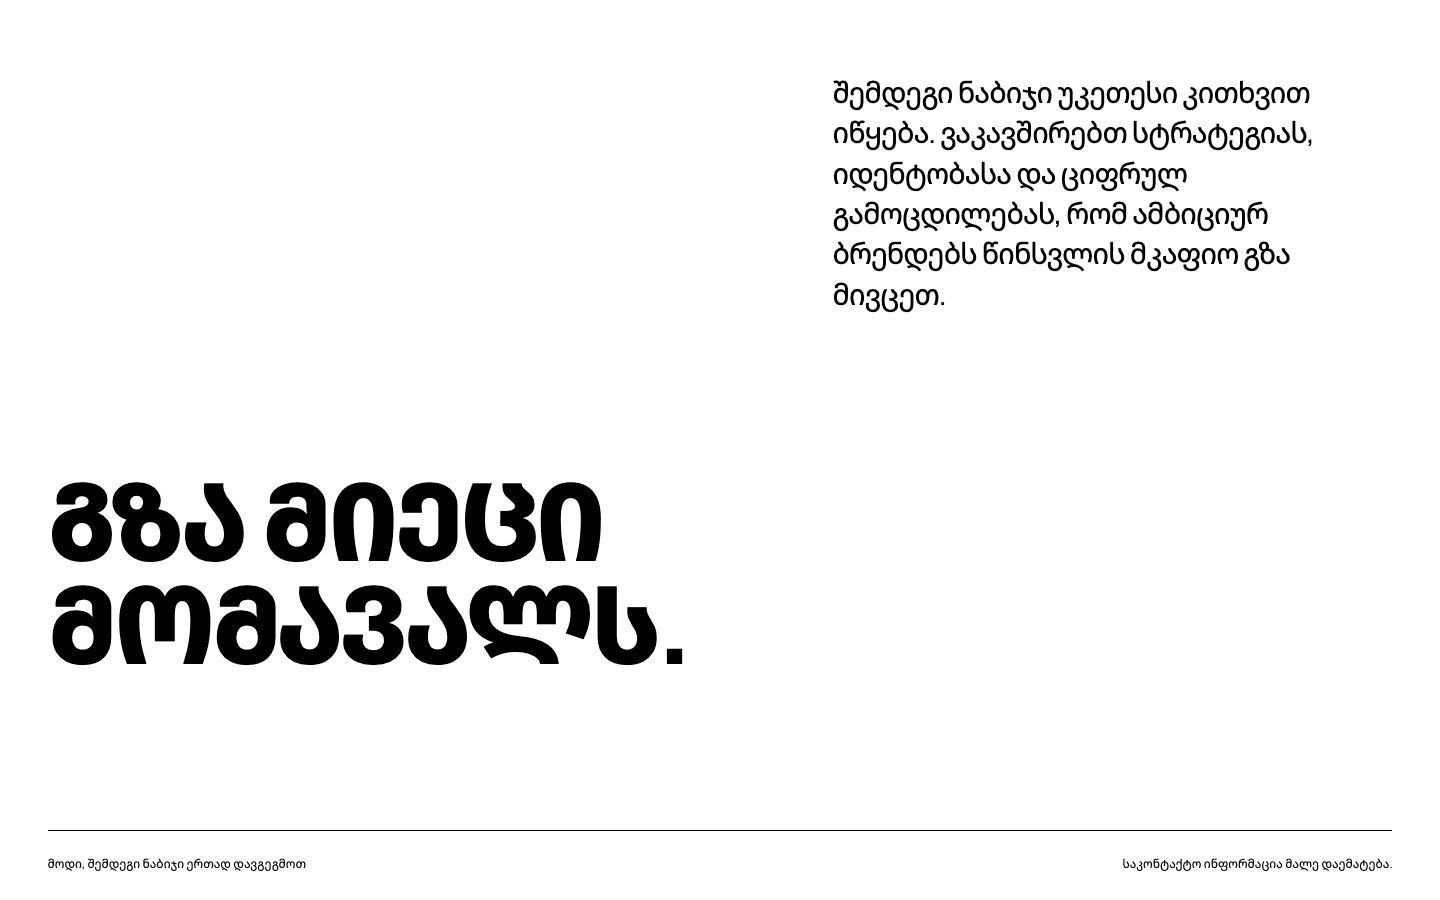 შემდეგი ნაბიჯი უკეთესი კითხვით
იწყება. ვაკავშირებთ სტრატეგიას,
იდენტობასა და ციფრულ
გამოცდილებას, რომ ამბიციურ
ბრენდებს წინსვლის მკაფიო გზა
მივცეთ.
გზა მიეცი
მომავალს.
მოდი, შემდეგი ნაბიჯი ერთად დავგეგმოთ
საკონტაქტო ინფორმაცია მალე დაემატება.